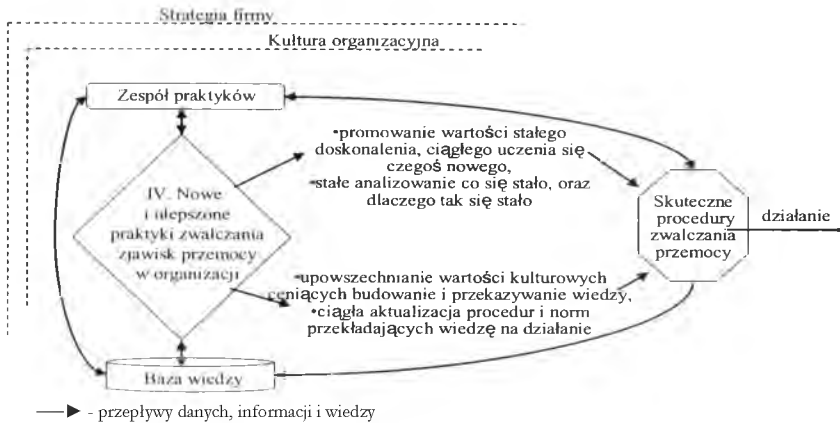 Strategia firmy
Kultura organizacyjna
Zespół praktyków
•promowanie wartości stałego
doskonalenia, ciągłego uczenia się
czegoś nowego,
•stałe analizowanie co się stało, oraz
dlaczego tak się stało
IV. Nowe
i ulepszone
praktyki zwalczania
zjawisk przemocy
w organizacji
Skuteczne
procedury
zwalczania
przemocy
działanie
•upowszechnianie wartości kulturowych
ceniących budowanie i przekazywanie wiedzy,
•ciągła aktualizacja procedur i norm
przekładających wiedzę na działanie
Baza wiedzy
- przepływy danych, informacji i wiedzy